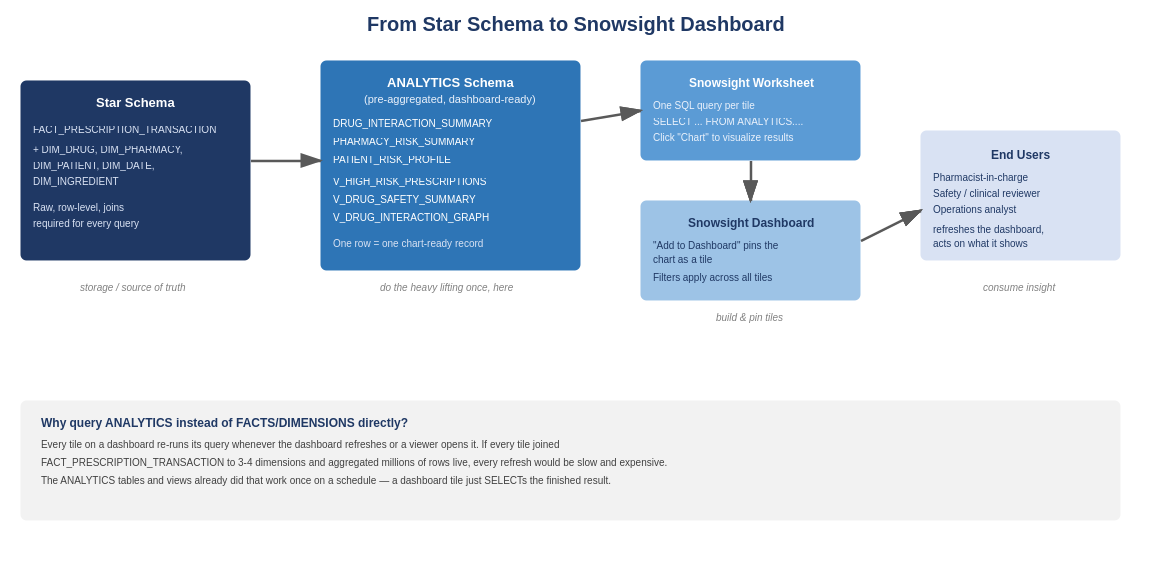 From Star Schema to Snowsight Dashboard
Star Schema
FACT_PRESCRIPTION_TRANSACTION
+ DIM_DRUG, DIM_PHARMACY,
DIM_PATIENT, DIM_DATE,
DIM_INGREDIENT
Raw, row-level, joins
required for every query
storage / source of truth
ANALYTICS Schema
(pre-aggregated, dashboard-ready)
DRUG_INTERACTION_SUMMARY
PHARMACY_RISK_SUMMARY
PATIENT_RISK_PROFILE
V_HIGH_RISK_PRESCRIPTIONS
V_DRUG_SAFETY_SUMMARY
V_DRUG_INTERACTION_GRAPH
One row = one chart-ready record
do the heavy lifting once, here
Snowsight Worksheet
One SQL query per tile
SELECT ... FROM ANALYTICS....
Click "Chart" to visualize results
Snowsight Dashboard
"Add to Dashboard" pins the
chart as a tile
Filters apply across all tiles
build & pin tiles
End Users
Pharmacist-in-charge
Safety / clinical reviewer
Operations analyst
refreshes the dashboard,
acts on what it shows
consume insight
Why query ANALYTICS instead of FACTS/DIMENSIONS directly?
Every tile on a dashboard re-runs its query whenever the dashboard refreshes or a viewer opens it. If every tile joined
FACT_PRESCRIPTION_TRANSACTION to 3-4 dimensions and aggregated millions of rows live, every refresh would be slow and expensive.
The ANALYTICS tables and views already did that work once on a schedule — a dashboard tile just SELECTs the finished result.